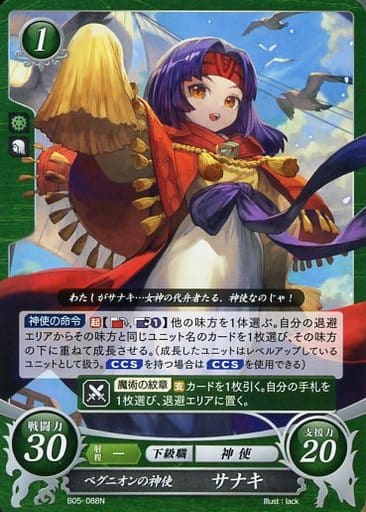 1
わたしがサナキ…女神の代弁者たる、神使なのじゃ！
神使の命令 起【 、 1】他の味方を1体選ぶ。自分の退避
エリアからその味方と同じユニット名のカードを1枚選び、その味
方の下に重ねて成長させる。（成長したユニットはレベルアップしている
ユニットとして扱う。CCSを持つ場合はCCSを使用できる）
魔術の紋章 支 カードを1枚引く。自分の手札を
1枚選び、退避エリアに置く。
戦闘力
30
射程
一
下級職
神使
支援力
20
ベグニオンの神使
サナキ
B05-088N
Illust：lack